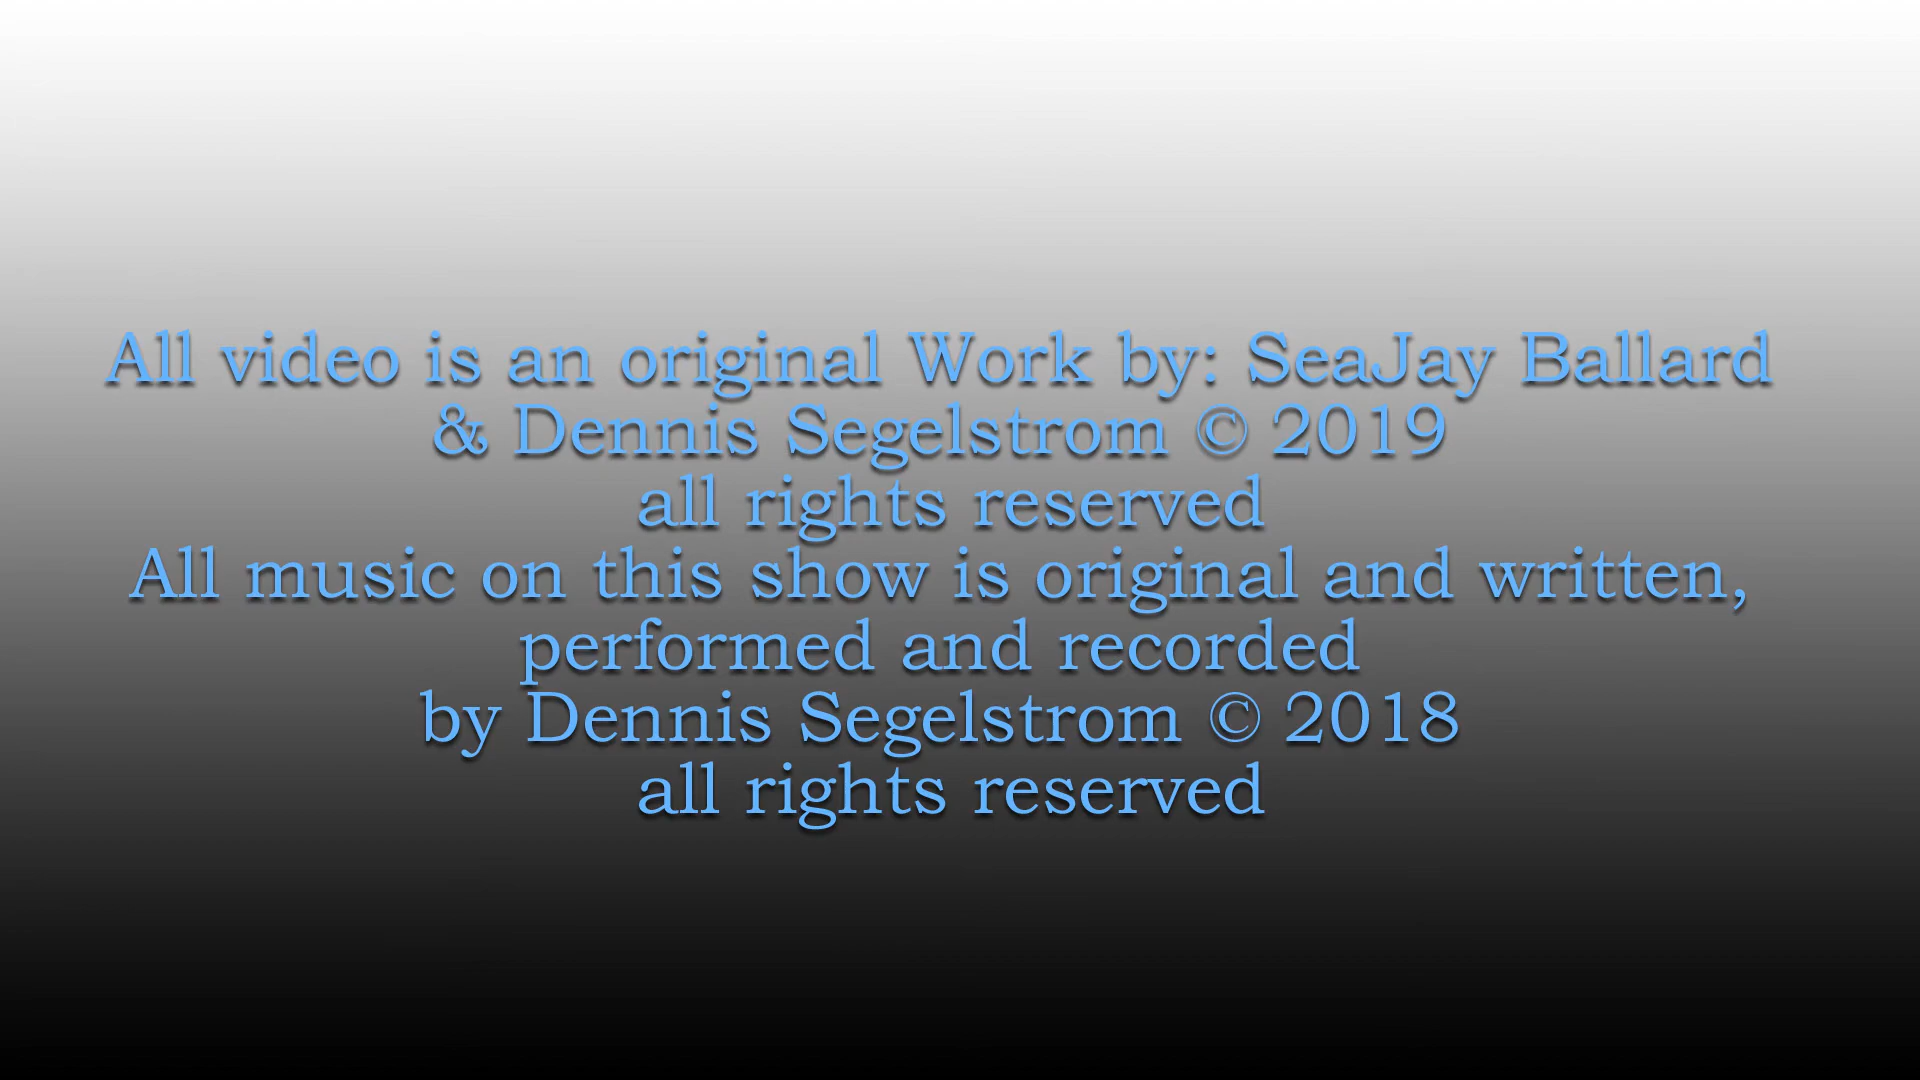 All video is an original Work by: SeaJay Ballard
& Dennis Segelstrom © 2019
all rights reserved
All music on this show is original and written,
performed and recorded
by Dennis Segelstrom © 2018
all rights reserved